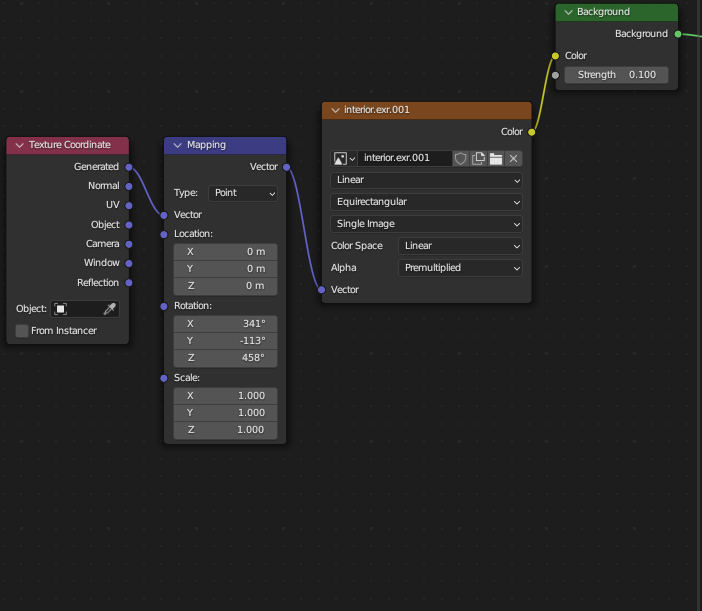 Background
Background
Color
Strength 0.100
interior.exr.001
Color
interior.exr.001
Linear
Equirectangular
Single Image
Color Space Linear
Alpha Premultiplied
Vector
Texture Coordinate
Generated
Normal
UV
Object
Camera
Window
Reflection
Object:
From Instancer
Mapping
Vector
Type: Point
Vector
Location:
X 0 m
Y 0 m
Z 0 m
Rotation:
X 341°
Y -113°
Z 458°
Scale:
X 1.000
Y 1.000
Z 1.000